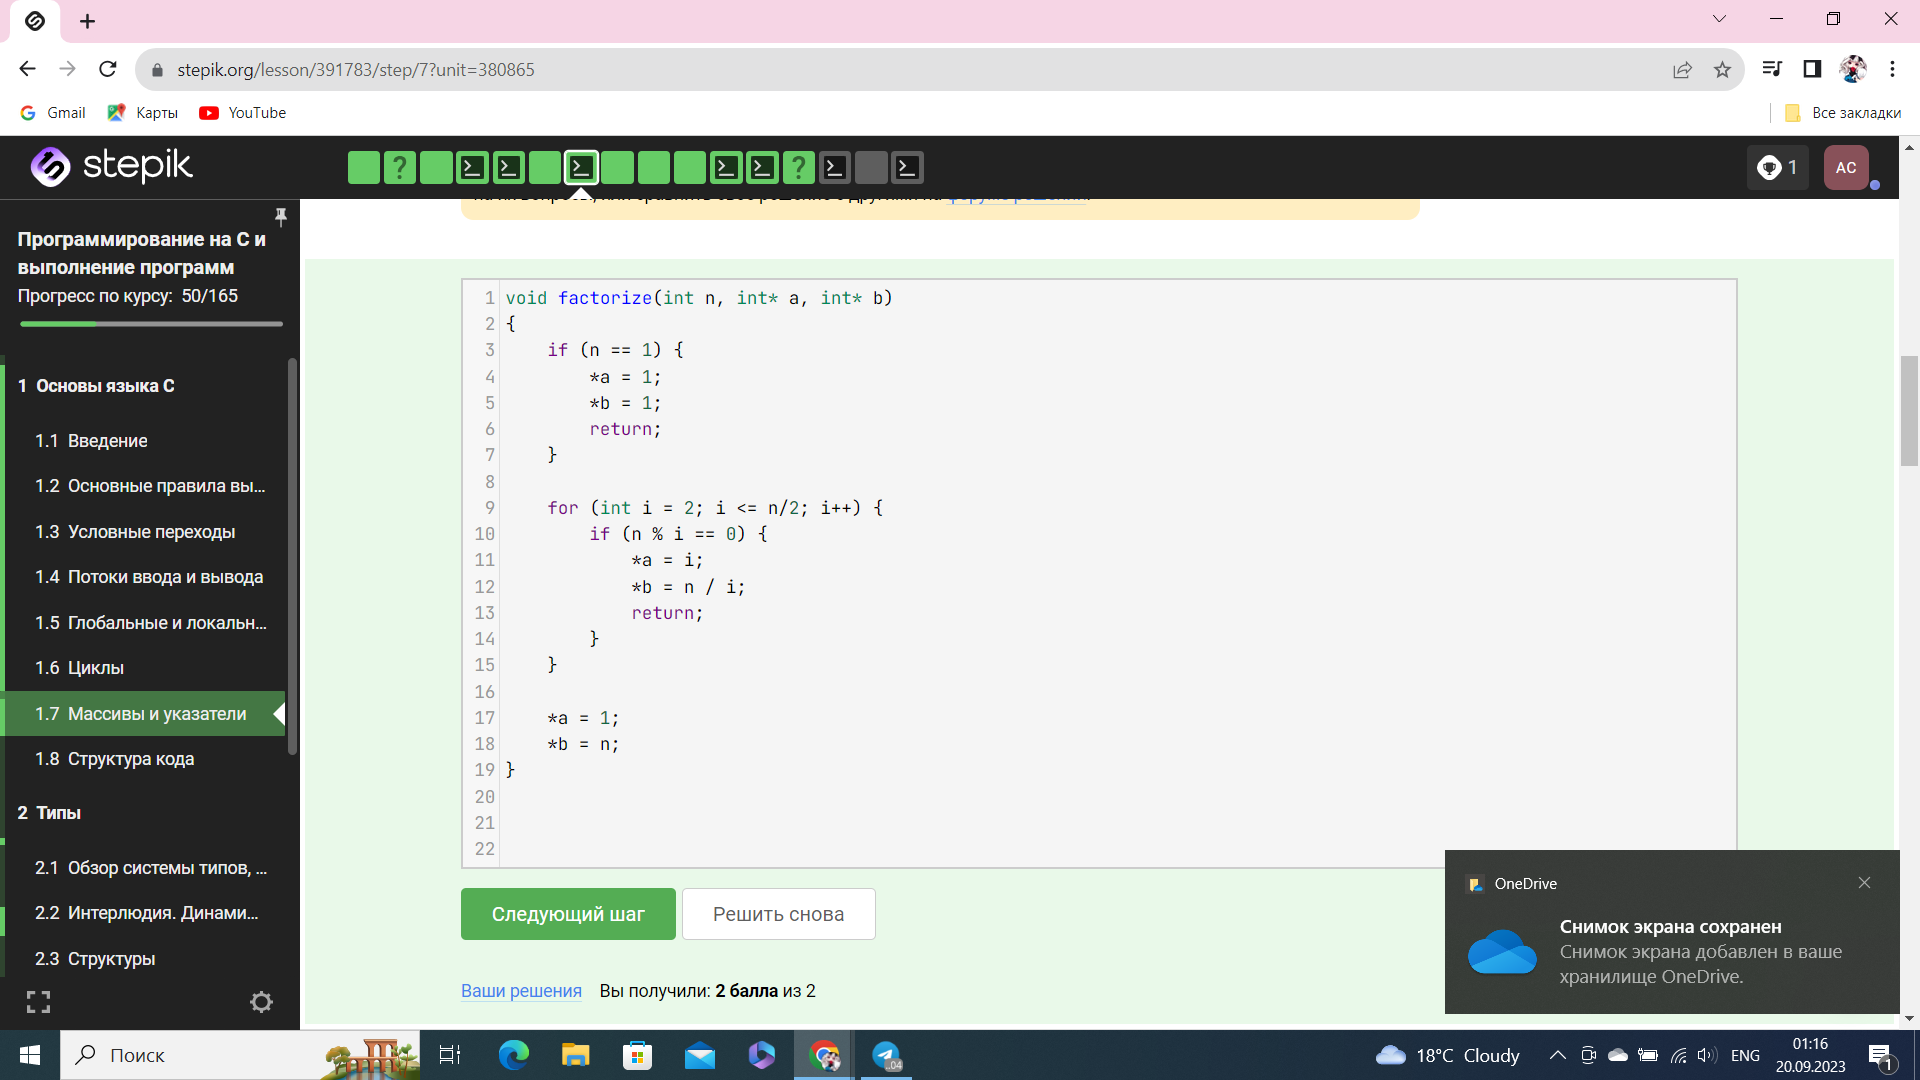 stepik.org/lesson/391783/step/7?unit=380865
Gmail
Карты
YouTube
Все закладки
stepik
?
?
1
AC
Программирование на C и
выполнение программ
Прогресс по курсу: 50/165
1 Основы языка C
1.1 Введение
1.2 Основные правила вы...
1.3 Условные переходы
1.4 Потоки ввода и вывода
1.5 Глобальные и локальн...
1.6 Циклы
1.7 Массивы и указатели
1.8 Структура кода
2 Типы
2.1 Обзор системы типов, ...
2.2 Интерлюдия. Динами...
2.3 Структуры
1 void factorize(int n, int* a, int* b)
2 {
3 if (n == 1) {
4 *a = 1;
5 *b = 1;
6 return;
7 }
8
9 for (int i = 2; i <= n/2; i++) {
10 if (n % i == 0) {
11 *a = i;
12 *b = n / i;
13 return;
14 }
15 }
16
17 *a = 1;
18 *b = n;
19 }
20
21
22
Следующий шаг
Решить снова
Ваши решения Вы получили: 2 балла из 2
OneDrive
Снимок экрана сохранен
Снимок экрана добавлен в ваше
хранилище OneDrive.
Поиск
.04
18°C Cloudy
ENG
01:16
20.09.2023
1